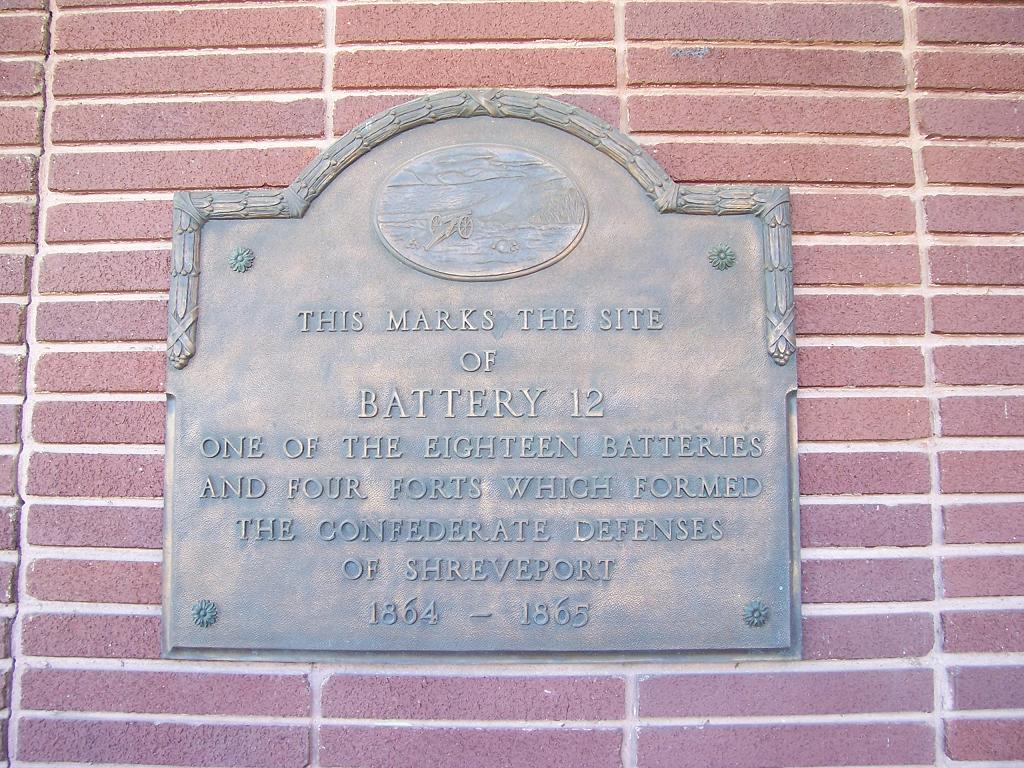 THIS MARKS THE SITE
OF
BATTERY 12
ONE OF THE EIGHTEEN BATTERIES
AND FOUR FORTS WHICH FORMED
THE CONFEDERATE DEFENSES
OF SHREVEPORT
1864 – 1865